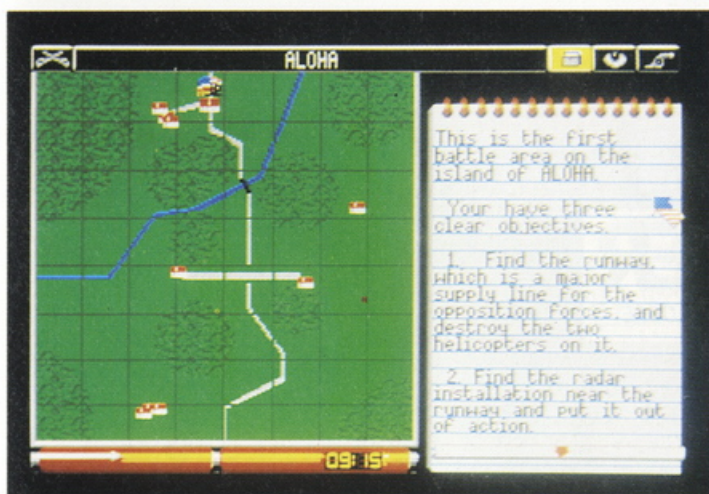 ALOHA
This is the first
battle area on the
island of ALOHA.
Your have three
clear objectives.
1. Find the runway,
which is a major
supply line for the
opposition forces, and
destroy the two
helicopters on it.
2. Find the radar
installation near the
runway and put it out
of action.
09:15